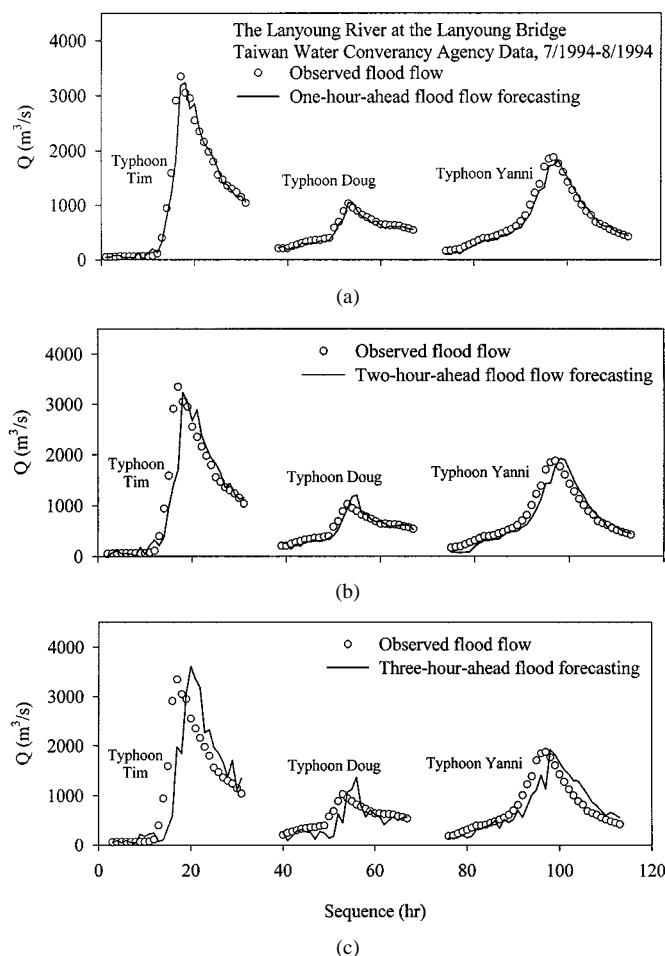 The Lanyoung River at the Lanyoung Bridge
Taiwan Water Converancy Agency Data, 7/1994-8/1994
Observed flood flow
One-hour-ahead flood flow forecasting
4000
3000
2000
1000
0
Q (m³/s)
Typhoon
Tim
Typhoon Doug
Typhoon Yanni
(a)
Observed flood flow
Two-hour-ahead flood flow forecasting
4000
3000
2000
1000
0
Q (m³/s)
Typhoon
Tim
Typhoon Doug
Typhoon Yanni
(b)
Observed flood flow
Three-hour-ahead flood forecasting
4000
3000
2000
1000
0
Q (m³/s)
Typhoon
Tim
Typhoon Doug
Typhoon Yanni
0 20 40 60 80 100 120
Sequence (hr)
(c)